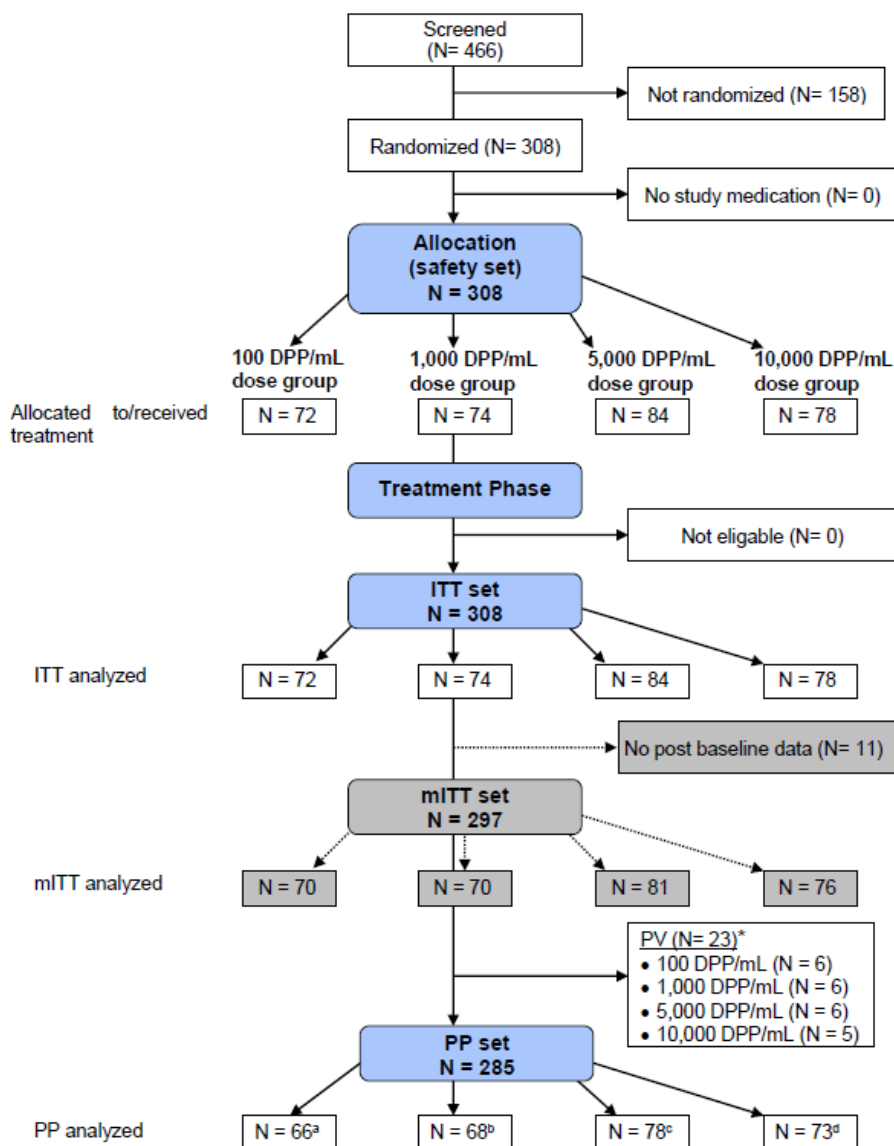 Screened
(N= 466)
Not randomized (N= 158)
Randomized (N= 308)
No study medication (N= 0)
Allocation
(safety set)
N = 308
100 DPP/mL
dose group
1,000 DPP/mL
dose group
5,000 DPP/mL
dose group
10,000 DPP/mL
dose group
Allocated to/received
treatment
N = 72
N = 74
N = 84
N = 78
Treatment Phase
Not eligable (N= 0)
ITT set
N = 308
ITT analyzed
N = 72
N = 74
N = 84
N = 78
No post baseline data (N= 11)
mITT set
N = 297
mITT analyzed
N = 70
N = 70
N = 81
N = 76
PV (N= 23)*
• 100 DPP/mL (N = 6)
• 1,000 DPP/mL (N = 6)
• 5,000 DPP/mL (N = 6)
• 10,000 DPP/mL (N = 5)
PP set
N = 285
PP analyzed
N = 66ᵃ
N = 68ᵇ
N = 78ᶜ
N = 73ᵈ